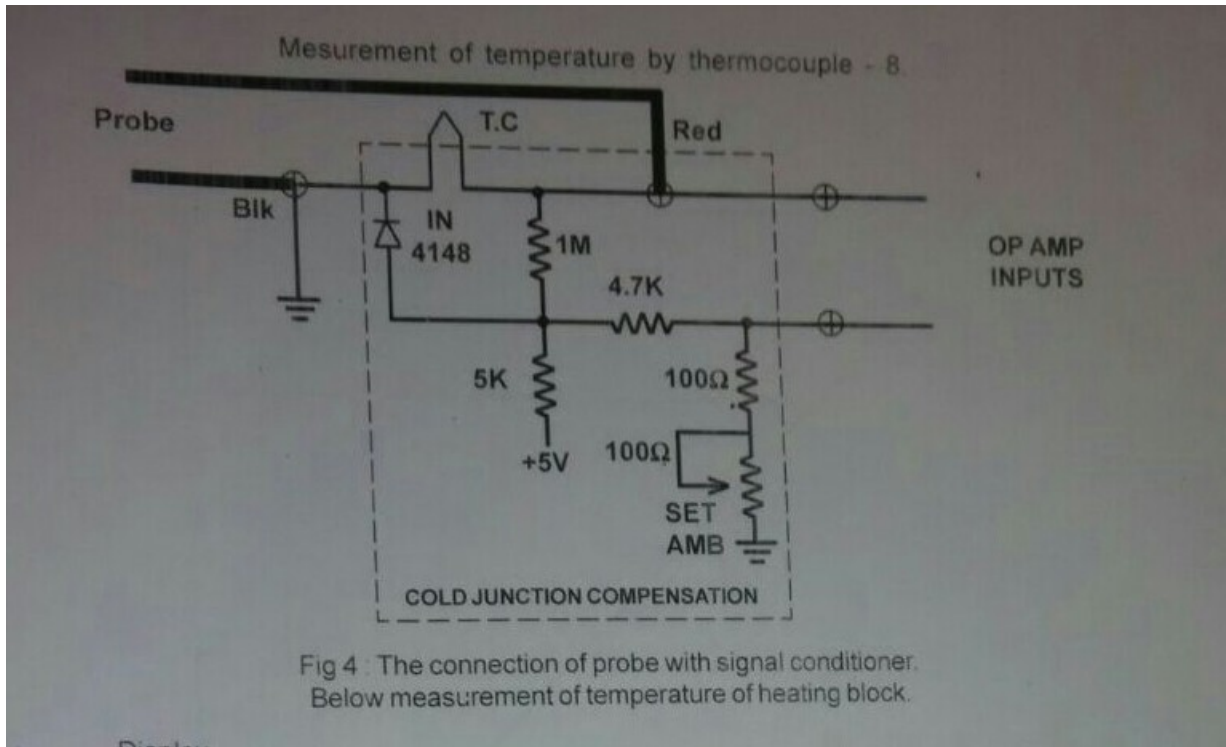 Mesurement of temperature by thermocouple - 8.
Probe
T.C
Red
Blk
IN
4148
1M
OP AMP
INPUTS
4.7K
5K
100Ω
+5V
100Ω
SET
AMB
COLD JUNCTION COMPENSATION
Fig 4 : The connection of probe with signal conditioner.
Below measurement of temperature of heating block.